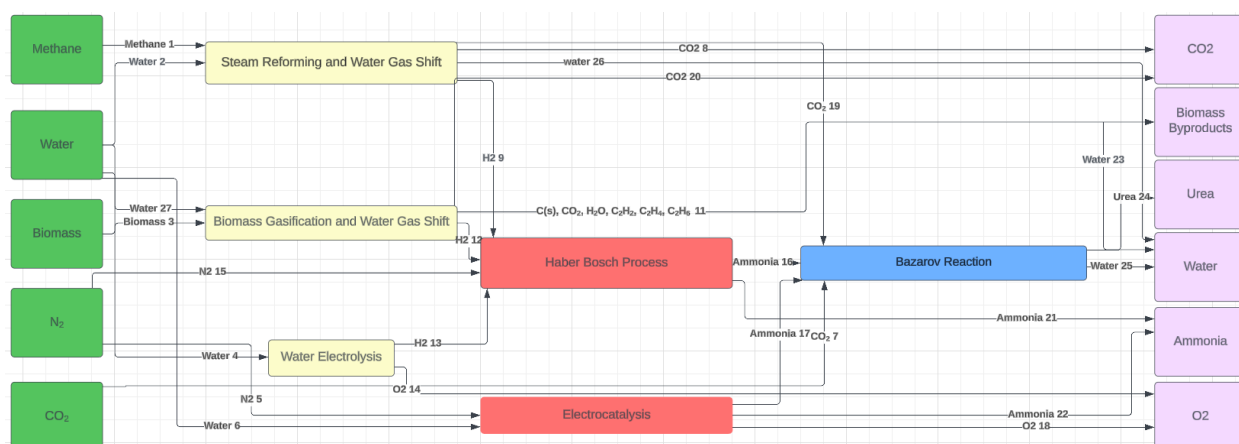 Methane
Methane 1
Steam Reforming and Water Gas Shift
CO2 8
CO2
Water 2
water 26
CO2 20
CO₂ 19
Biomass
Byproducts
Water
H2 9
Water 23
Urea
Urea 24
Water 27
Biomass
Biomass 3
Biomass Gasification and Water Gas Shift
C(s), CO₂, H₂O, C₂H₂, C₂H₄, C₂H₆ 11
H2 12
Haber Bosch Process
Ammonia 16
Bazarov Reaction
Water 25
Water
N2 15
N₂
Ammonia 21
Ammonia 17
CO₂ 7
Ammonia
H2 13
Water 4
Water Electrolysis
O2 14
CO₂
N2 5
Electrocatalysis
Ammonia 22
O2
Water 6
O2 18